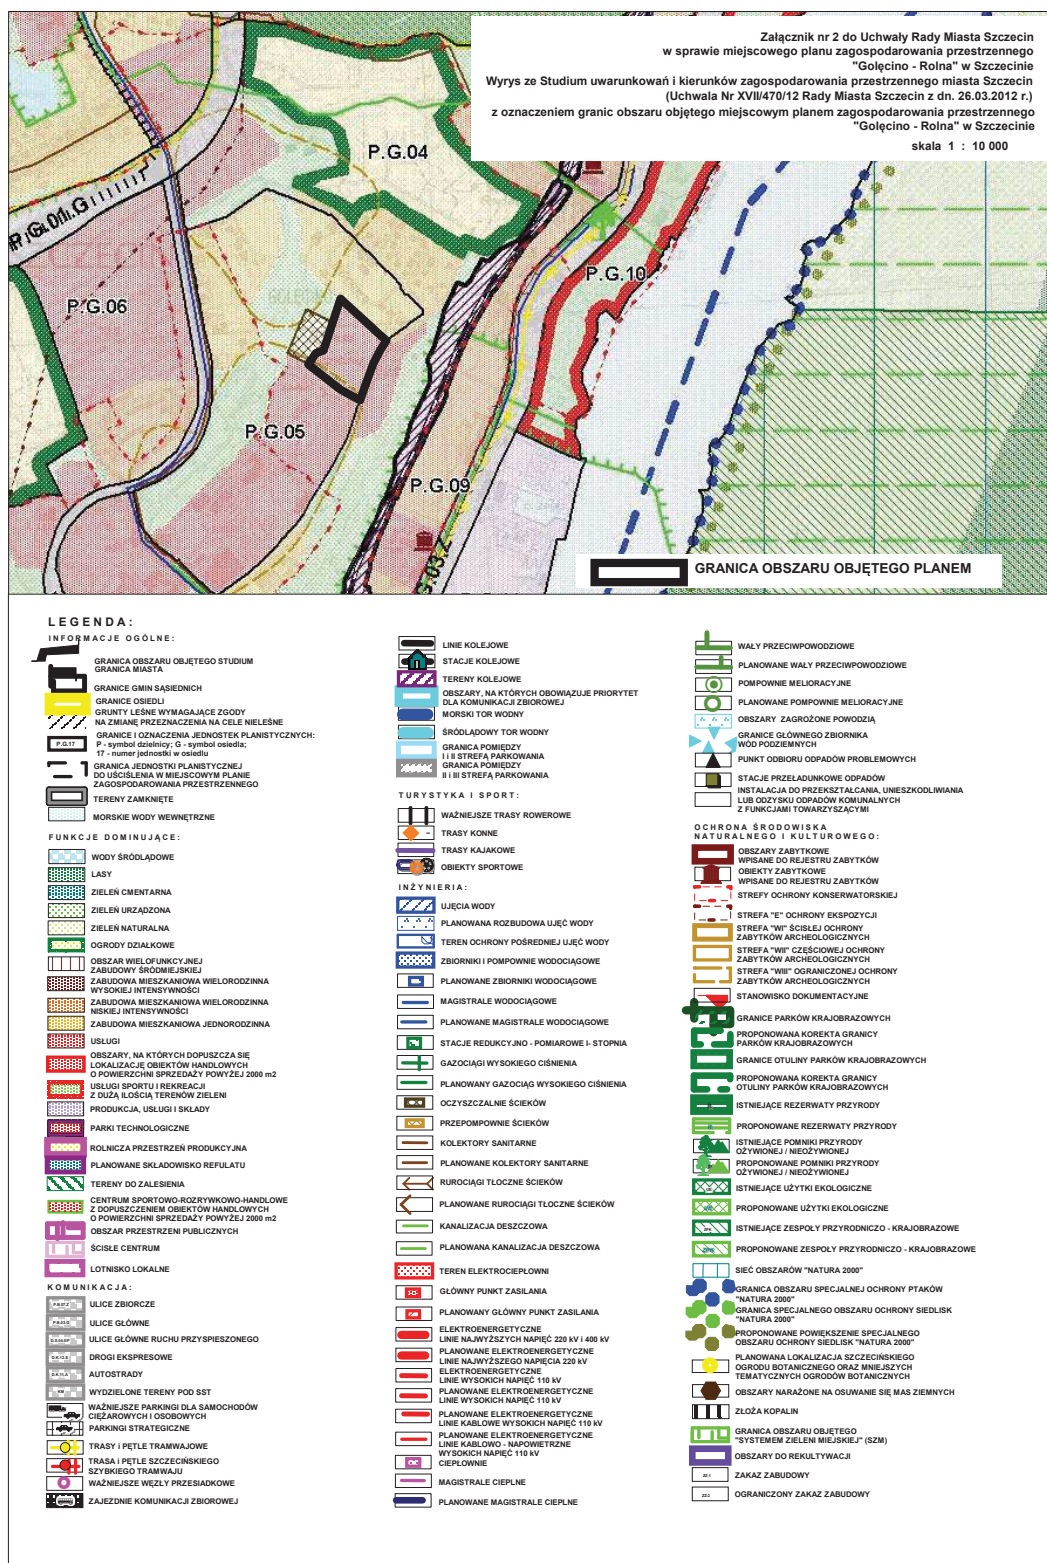 Załącznik nr 2 do Uchwały Rady Miasta Szczecin
w sprawie miejscowego planu zagospodarowania przestrzennego
"Golęcino - Rolna" w Szczecinie
Wyrys ze Studium uwarunkowań i kierunków zagospodarowania przestrzennego miasta Szczecin
(Uchwala Nr XVII/470/12 Rady Miasta Szczecin z dn. 26.03.2012 r.)
z oznaczeniem granic obszaru objętego miejscowym planem zagospodarowania przestrzennego
"Golęcino - Rolna" w Szczecinie
skala 1 : 10 000
P.G.04
P.G.01.G
P.G.10
P.G.06
P.G.05
P.G.09
GRANICA OBSZARU OBJĘTEGO PLANEM
LEGENDA:
INFORMACJE OGÓLNE:
GRANICA OBSZARU OBJĘTEGO STUDIUM
GRANICA MIASTA
GRANICE GMIN SĄSIEDNICH
GRANICE OSIEDLI
GRUNTY LEŚNE WYMAGAJĄCE ZGODY
NA ZMIANĘ PRZEZNACZENIA NA CELE NIELEŚNE
GRANICE I OZNACZENIA JEDNOSTEK PLANISTYCZNYCH:
P.G.17
P - symbol dzielnicy; G - symbol osiedla;
17 - numer jednostki w osiedlu
GRANICA JEDNOSTKI PLANISTYCZNEJ
DO UŚCIŚLENIA W MIEJSCOWYM PLANIE
ZAGOSPODAROWANIA PRZESTRZENNEGO
TERENY ZAMKNIĘTE
MORSKIE WODY WEWNĘTRZNE
FUNKCJE DOMINUJĄCE:
WODY ŚRÓDLĄDOWE
LASY
ZIELEŃ CMENTARNA
ZIELEŃ URZĄDZONA
ZIELEŃ NATURALNA
OGRODY DZIAŁKOWE
OBSZAR WIELOFUNKCYJNEJ
ZABUDOWY ŚRÓDMIEJSKIEJ
ZABUDOWA MIESZKANIOWA WIELORODZINNA
WYSOKIEJ INTENSYWNOŚCI
ZABUDOWA MIESZKANIOWA WIELORODZINNA
NISKIEJ INTENSYWNOŚCI
ZABUDOWA MIESZKANIOWA JEDNORODZINNA
USŁUGI
OBSZARY, NA KTÓRYCH DOPUSZCZA SIĘ
LOKALIZACJĘ OBIEKTÓW HANDLOWYCH
O POWIERZCHNI SPRZEDAŻY POWYŻEJ 2000 m2
USŁUGI SPORTU I REKREACJI
Z DUŻĄ ILOŚCIĄ TERENÓW ZIELENI
PRODUKCJA, USŁUGI I SKŁADY
PARKI TECHNOLOGICZNE
ROLNICZA PRZESTRZEŃ PRODUKCYJNA
PLANOWANE SKŁADOWISKO REFULATU
TERENY DO ZALESIENIA
CENTRUM SPORTOWO-ROZRYWKOWO-HANDLOWE
Z DOPUSZCZENIEM OBIEKTÓW HANDLOWYCH
O POWIERZCHNI SPRZEDAŻY POWYŻEJ 2000 m2
OBSZAR PRZESTRZENI PUBLICZNYCH
ŚCISŁE CENTRUM
LOTNISKO LOKALNE
KOMUNIKACJA:
ULICE ZBIORCZE
ULICE GŁÓWNE
ULICE GŁÓWNE RUCHU PRZYSPIESZONEGO
DROGI EKSPRESOWE
AUTOSTRADY
WYDZIELONE TERENY POD SST
WAŻNIEJSZE PARKINGI DLA SAMOCHODÓW
CIĘŻAROWYCH I OSOBOWYCH
PARKINGI STRATEGICZNE
TRASY i PĘTLE TRAMWAJOWE
TRASA i PĘTLE SZCZECIŃSKIEGO
SZYBKIEGO TRAMWAJU
WAŻNIEJSZE WĘZŁY PRZESIADKOWE
ZAJEZDNIE KOMUNIKACJI ZBIOROWEJ
LINIE KOLEJOWE
STACJE KOLEJOWE
TERENY KOLEJOWE
OBSZARY, NA KTÓRYCH OBOWIĄZUJE PRIORYTET
DLA KOMUNIKACJI ZBIOROWEJ
MORSKI TOR WODNY
ŚRÓDLĄDOWY TOR WODNY
GRANICA POMIĘDZY
I i II STREFĄ PARKOWANIA
GRANICA POMIĘDZY
II i III STREFĄ PARKOWANIA
TURYSTYKA I SPORT:
WAŻNIEJSZE TRASY ROWEROWE
TRASY KONNE
TRASY KAJAKOWE
OBIEKTY SPORTOWE
INŻYNIERIA:
UJĘCIA WODY
PLANOWANA ROZBUDOWA UJĘĆ WODY
TEREN OCHRONY POŚREDNIEJ UJĘĆ WODY
ZBIORNIKI I POMPOWNIE WODOCIĄGOWE
PLANOWANE ZBIORNIKI WODOCIĄGOWE
MAGISTRALE WODOCIĄGOWE
PLANOWANE MAGISTRALE WODOCIĄGOWE
STACJE REDUKCYJNO - POMIAROWE I- STOPNIA
GAZOCIĄGI WYSOKIEGO CIŚNIENIA
PLANOWANY GAZOCIĄG WYSOKIEGO CIŚNIENIA
OCZYSZCZALNIE ŚCIEKÓW
PRZEPOMPOWNIE ŚCIEKÓW
KOLEKTORY SANITARNE
PLANOWANE KOLEKTORY SANITARNE
RUROCIĄGI TŁOCZNE ŚCIEKÓW
PLANOWANE RUROCIĄGI TŁOCZNE ŚCIEKÓW
KANALIZACJA DESZCZOWA
PLANOWANA KANALIZACJA DESZCZOWA
TEREN ELEKTROCIEPŁOWNI
GŁÓWNY PUNKT ZASILANIA
PLANOWANY GŁÓWNY PUNKT ZASILANIA
ELEKTROENERGETYCZNE
LINIE NAJWYŻSZYCH NAPIĘĆ 220 kV i 400 kV
PLANOWANE ELEKTROENERGETYCZNE
LINIE NAJWYŻSZEGO NAPIĘCIA 220 kV
ELEKTROENERGETYCZNE
LINIE WYSOKICH NAPIĘĆ 110 kV
PLANOWANE ELEKTROENERGETYCZNE
LINIE WYSOKICH NAPIĘĆ 110 kV
PLANOWANE ELEKTROENERGETYCZNE
LINIE KABLOWE WYSOKICH NAPIĘĆ 110 kV
PLANOWANE ELEKTROENERGETYCZNE
LINIE KABLOWO - NAPOWIETRZNE
WYSOKICH NAPIĘĆ 110 kV
CIEPŁOWNIE
MAGISTRALE CIEPLNE
PLANOWANE MAGISTRALE CIEPLNE
WAŁY PRZECIWPOWODZIOWE
PLANOWANE WAŁY PRZECIWPOWODZIOWE
POMPOWNIE MELIORACYJNE
PLANOWANE POMPOWNIE MELIORACYJNE
OBSZARY ZAGROŻONE POWODZIĄ
GRANICE GŁÓWNEGO ZBIORNIKA
WÓD PODZIEMNYCH
PUNKT ODBIORU ODPADÓW PROBLEMOWYCH
STACJE PRZEŁADUNKOWE ODPADÓW
INSTALACJA DO PRZEKSZTAŁCANIA, UNIESZKODLIWIANIA
LUB ODZYSKU ODPADÓW KOMUNALNYCH
Z FUNKCJAMI TOWARZYSZĄCYMI
OCHRONA ŚRODOWISKA
NATURALNEGO I KULTUROWEGO:
OBSZARY ZABYTKOWE
WPISANE DO REJESTRU ZABYTKÓW
OBIEKTY ZABYTKOWE
WPISANE DO REJESTRU ZABYTKÓW
STREFY OCHRONY KONSERWATORSKIEJ
STREFA "E" OCHRONY EKSPOZYCJI
STREFA "WI" ŚCISŁEJ OCHRONY
ZABYTKÓW ARCHEOLOGICZNYCH
STREFA "WII" CZĘŚCIOWEJ OCHRONY
ZABYTKÓW ARCHEOLOGICZNYCH
STREFA "WIII" OGRANICZONEJ OCHRONY
ZABYTKÓW ARCHEOLOGICZNYCH
STANOWISKO DOKUMENTACYJNE
GRANICE PARKÓW KRAJOBRAZOWYCH
PROPONOWANA KOREKTA GRANICY
PARKÓW KRAJOBRAZOWYCH
GRANICE OTULINY PARKÓW KRAJOBRAZOWYCH
PROPONOWANA KOREKTA GRANICY
OTULINY PARKÓW KRAJOBRAZOWYCH
ISTNIEJĄCE REZERWATY PRZYRODY
PROPONOWANE REZERWATY PRZYRODY
ISTNIEJĄCE POMNIKI PRZYRODY
OŻYWIONEJ / NIEOŻYWIONEJ
PROPONOWANE POMNIKI PRZYRODY
OŻYWIONEJ / NIEOŻYWIONEJ
ISTNIEJĄCE UŻYTKI EKOLOGICZNE
PROPONOWANE UŻYTKI EKOLOGICZNE
ISTNIEJĄCE ZESPOŁY PRZYRODNICZO - KRAJOBRAZOWE
PROPONOWANE ZESPOŁY PRZYRODNICZO - KRAJOBRAZOWE
SIEĆ OBSZARÓW "NATURA 2000"
GRANICA OBSZARU SPECJALNEJ OCHRONY PTAKÓW
"NATURA 2000"
GRANICA SPECJALNEGO OBSZARU OCHRONY SIEDLISK
"NATURA 2000"
PROPONOWANE POWIĘKSZENIE SPECJALNEGO
OBSZARU OCHRONY SIEDLISK "NATURA 2000"
PLANOWANA LOKALIZACJA SZCZECIŃSKIEGO
OGRODU BOTANICZNEGO ORAZ MNIEJSZYCH
TEMATYCZNYCH OGRODÓW BOTANICZNYCH
OBSZARY NARAŻONE NA OSUWANIE SIĘ MAS ZIEMNYCH
ZŁOŻA KOPALIN
GRANICA OBSZARU OBJĘTEGO
"SYSTEMEM ZIELENI MIEJSKIEJ" (SZM)
OBSZARY DO REKULTYWACJI
ZAKAZ ZABUDOWY
OGRANICZONY ZAKAZ ZABUDOWY